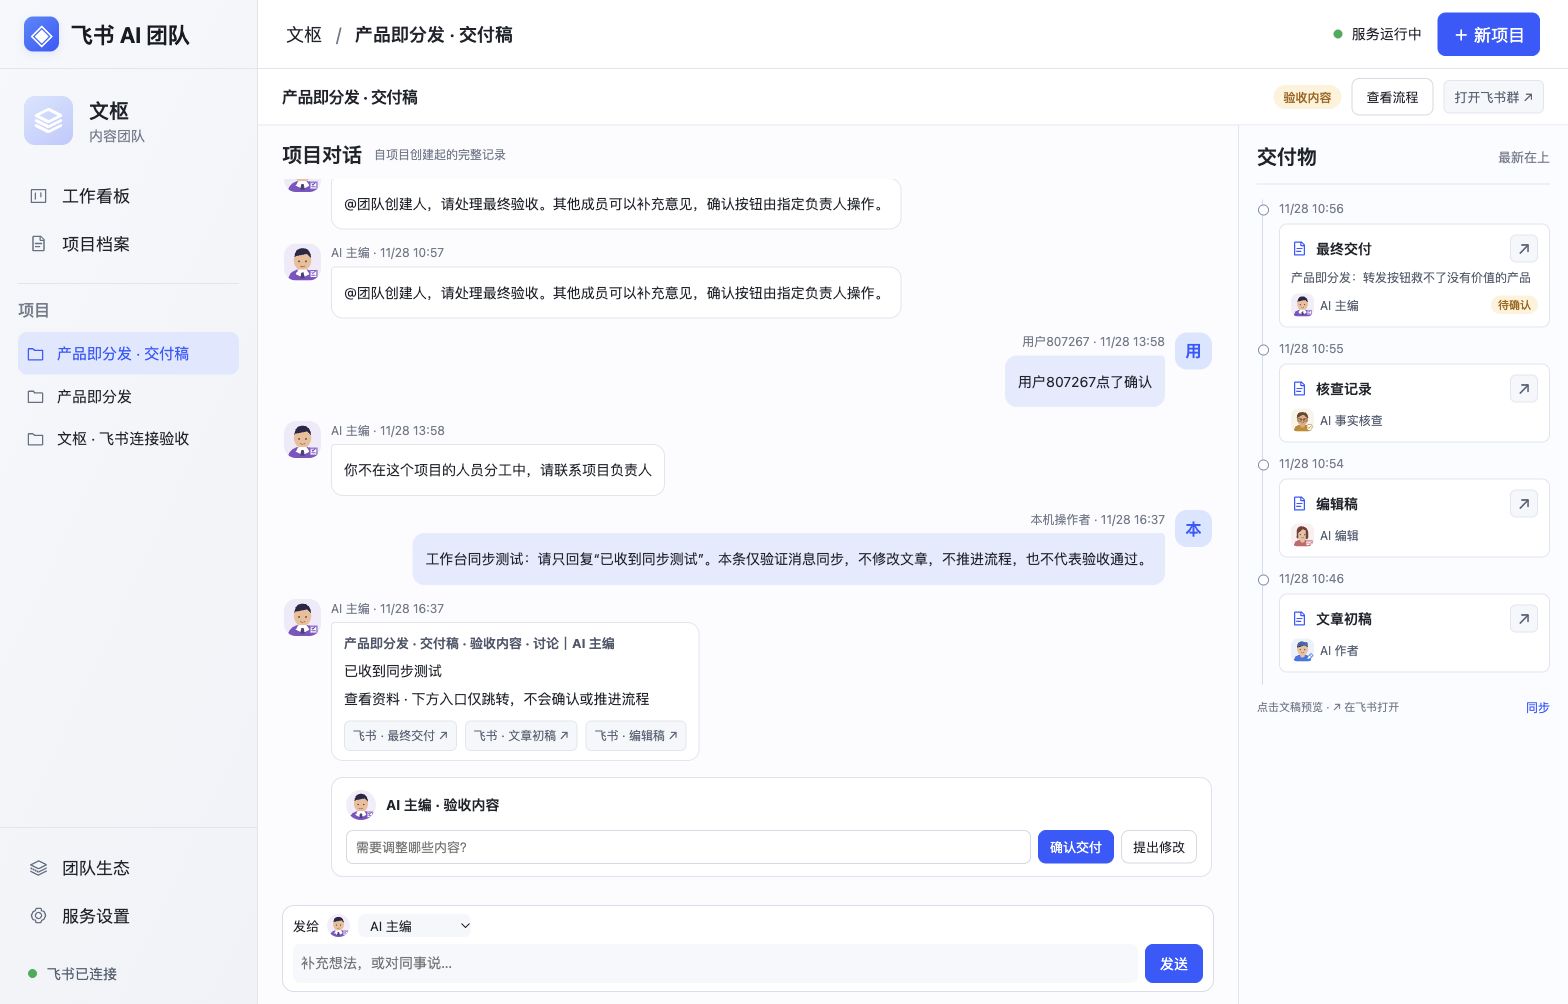 飞书 AI 团队
文枢 / 产品即分发 · 交付稿
服务运行中
+ 新项目
文枢
内容团队
工作看板
项目档案
项目
产品即分发 · 交付稿
产品即分发
文枢 · 飞书连接验收
团队生态
服务设置
飞书已连接
产品即分发 · 交付稿
验收内容
查看流程
打开飞书群 ↗
项目对话
自项目创建起的完整记录
@团队创建人，请处理最终验收。其他成员可以补充意见，确认按钮由指定负责人操作。
AI 主编 · 11/28 10:57
@团队创建人，请处理最终验收。其他成员可以补充意见，确认按钮由指定负责人操作。
用户807267 · 11/28 13:58
用
用户807267点了确认
AI 主编 · 11/28 13:58
你不在这个项目的人员分工中，请联系项目负责人
本机操作者 · 11/28 16:37
本
工作台同步测试：请只回复“已收到同步测试”。本条仅验证消息同步，不修改文章，不推进流程，也不代表验收通过。
AI 主编 · 11/28 16:37
产品即分发 · 交付稿 · 验收内容 · 讨论｜AI 主编
已收到同步测试
查看资料 · 下方入口仅跳转，不会确认或推进流程
飞书 · 最终交付 ↗
飞书 · 文章初稿 ↗
飞书 · 编辑稿 ↗
AI 主编 · 验收内容
需要调整哪些内容?
确认交付
提出修改
发给
AI 主编
补充想法，或对同事说...
发送
交付物
最新在上
11/28 10:56
最终交付
产品即分发：转发按钮救不了没有价值的产品
AI 主编
待确认
11/28 10:55
核查记录
AI 事实核查
11/28 10:54
编辑稿
AI 编辑
11/28 10:46
文章初稿
AI 作者
点击文稿预览 · ↗ 在飞书打开
同步